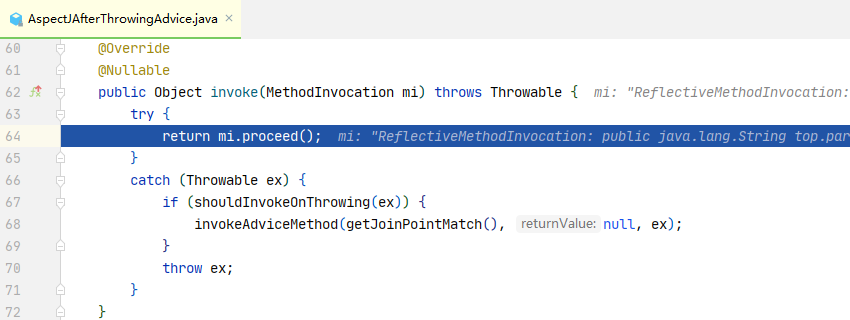 AspectJAfterThrowingAdvice.java ×
60 @Override
61 @Nullable
62 public Object invoke(MethodInvocation mi) throws Throwable { mi: "ReflectiveMethodInvocation:
63 try {
64 return mi.proceed(); mi: "ReflectiveMethodInvocation: public java.lang.String top.par
65 }
66 catch (Throwable ex) {
67 if (shouldInvokeOnThrowing(ex)) {
68 invokeAdviceMethod(getJoinPointMatch(), returnValue: null, ex);
69 }
70 throw ex;
71 }
72 }